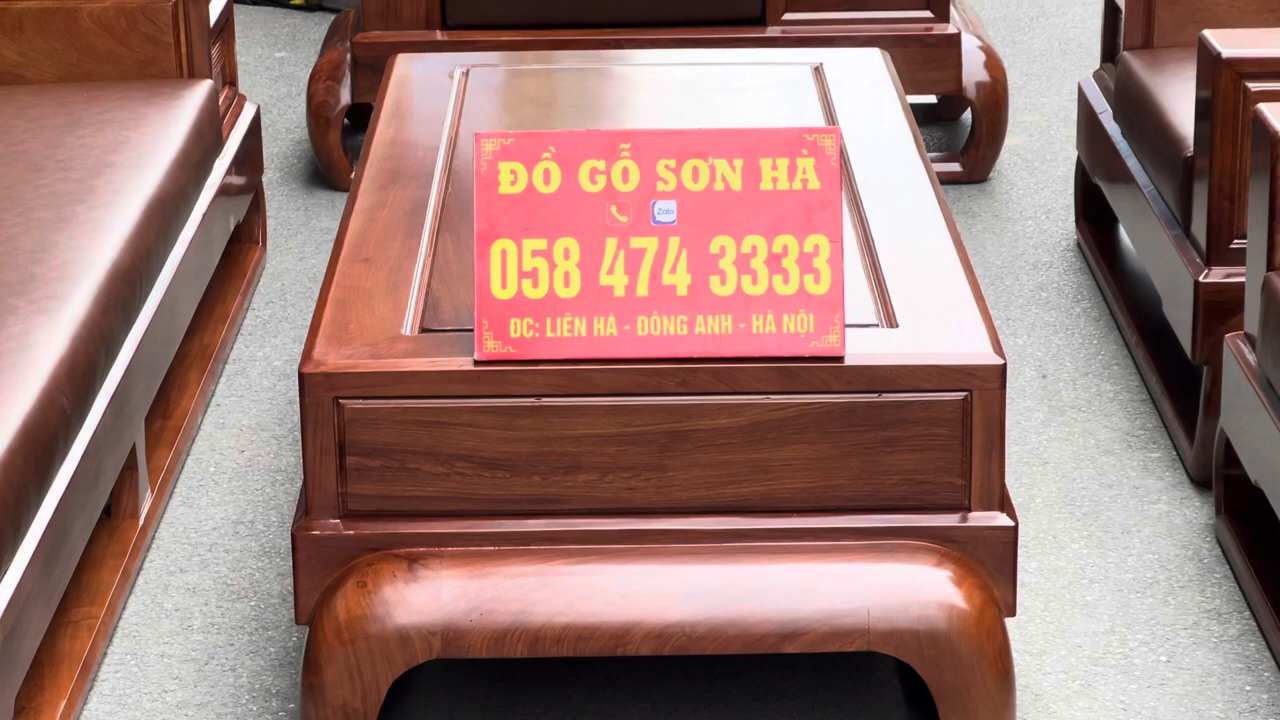 ĐỒ GỖ SƠN HÀ
Zalo
058 474 3333
ĐC: LIÊN HÀ - ĐÔNG ANH - HÀ NỘI